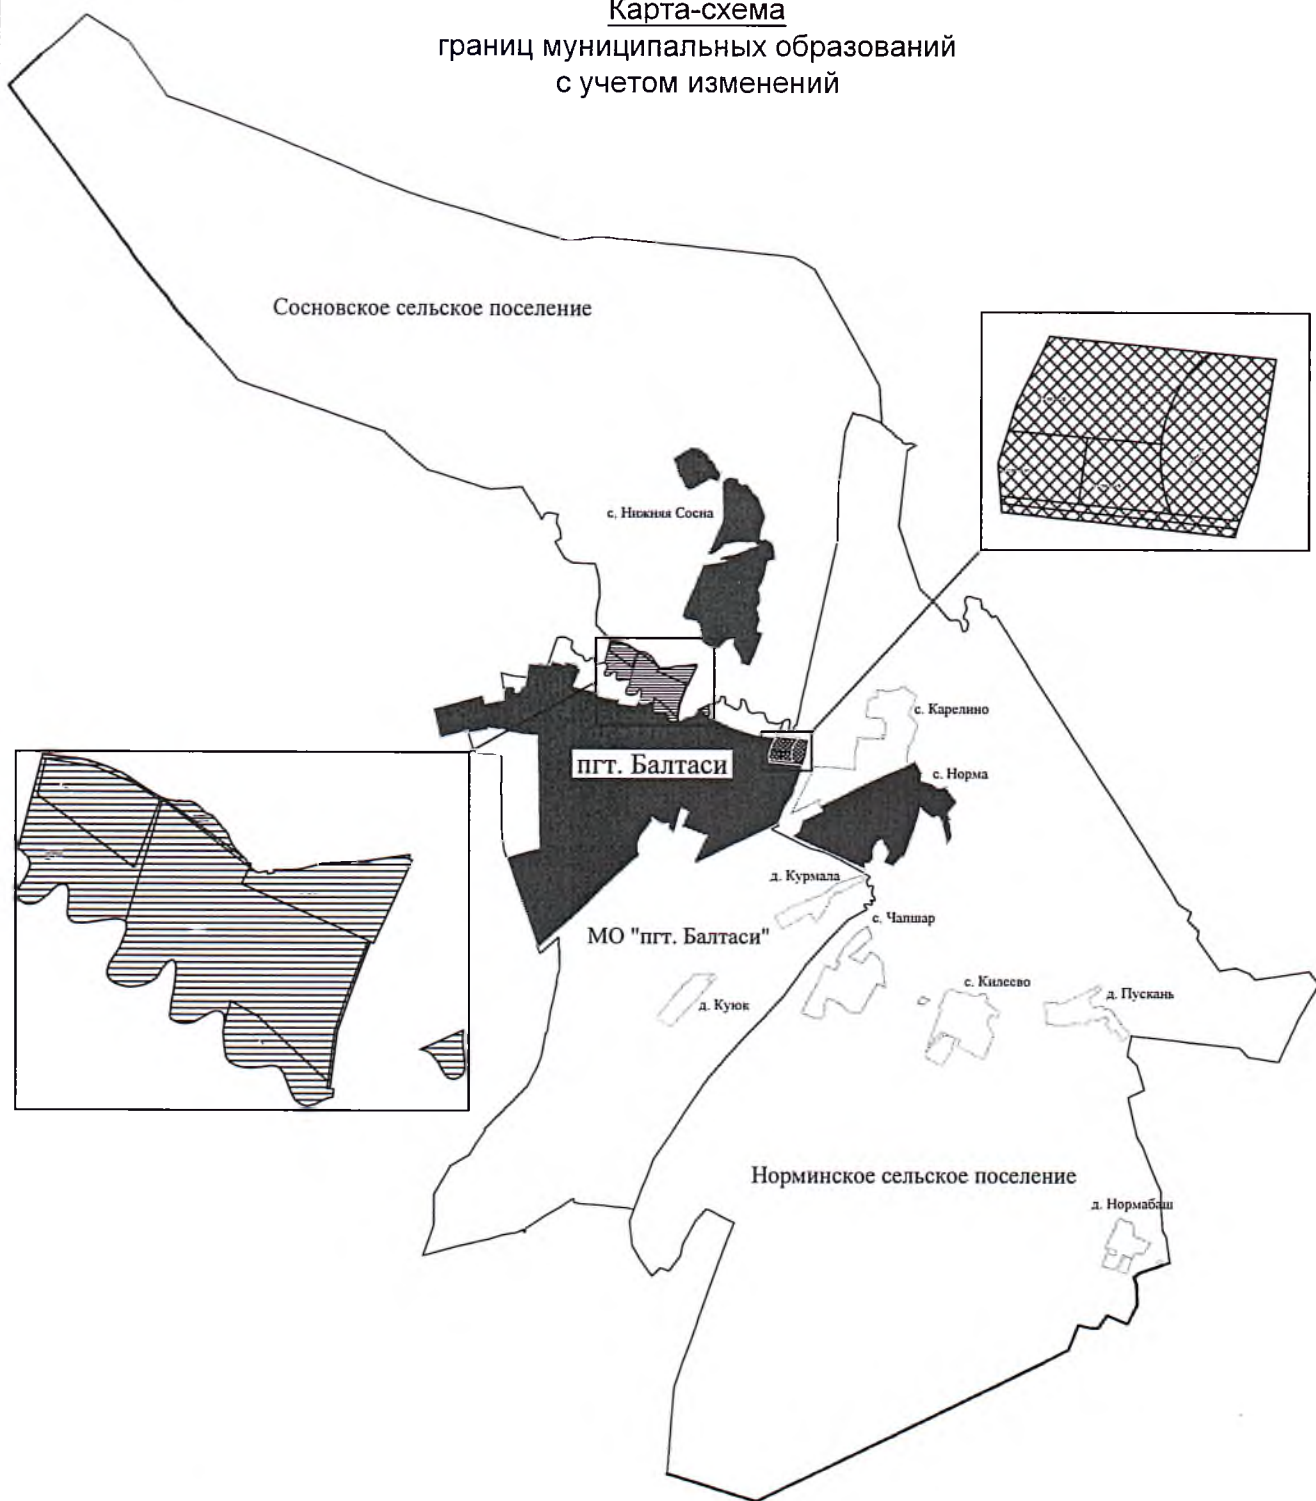 Карта-схема
границ муниципальных образований
с учетом изменений
Сосновское сельское поселение
с. Нижняя Сосна
с. Карелино
пгт. Балтаси
с. Норма
д. Курмала
с. Чапшар
МО "пгт. Балтаси"
с. Килеево
д. Пускань
д. Куюк
Норминское сельское поселение
д. Нормабаш